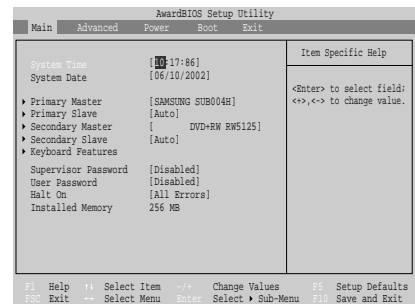 AwardBIOS Setup Utility
Main Advanced Power Boot Exit
Item Specific Help
System Time [10:17:86]
System Date [06/10/2002]
<Enter> to select field;
<+>,<-> to change value.
Primary Master [SAMSUNG SUB004H]
Primary Slave [Auto]
Secondary Master [ DVD+RW RW5125]
Secondary Slave [Auto]
Keyboard Features
Supervisor Password [Disabled]
User Password [Disabled]
Halt On [All Errors]
Installed Memory 256 MB
F1 Help ↑↓ Select Item -/+ Change Values F5 Setup Defaults
ESC Exit ↔ Select Menu Enter Select ▸ Sub-Menu F10 Save and Exit